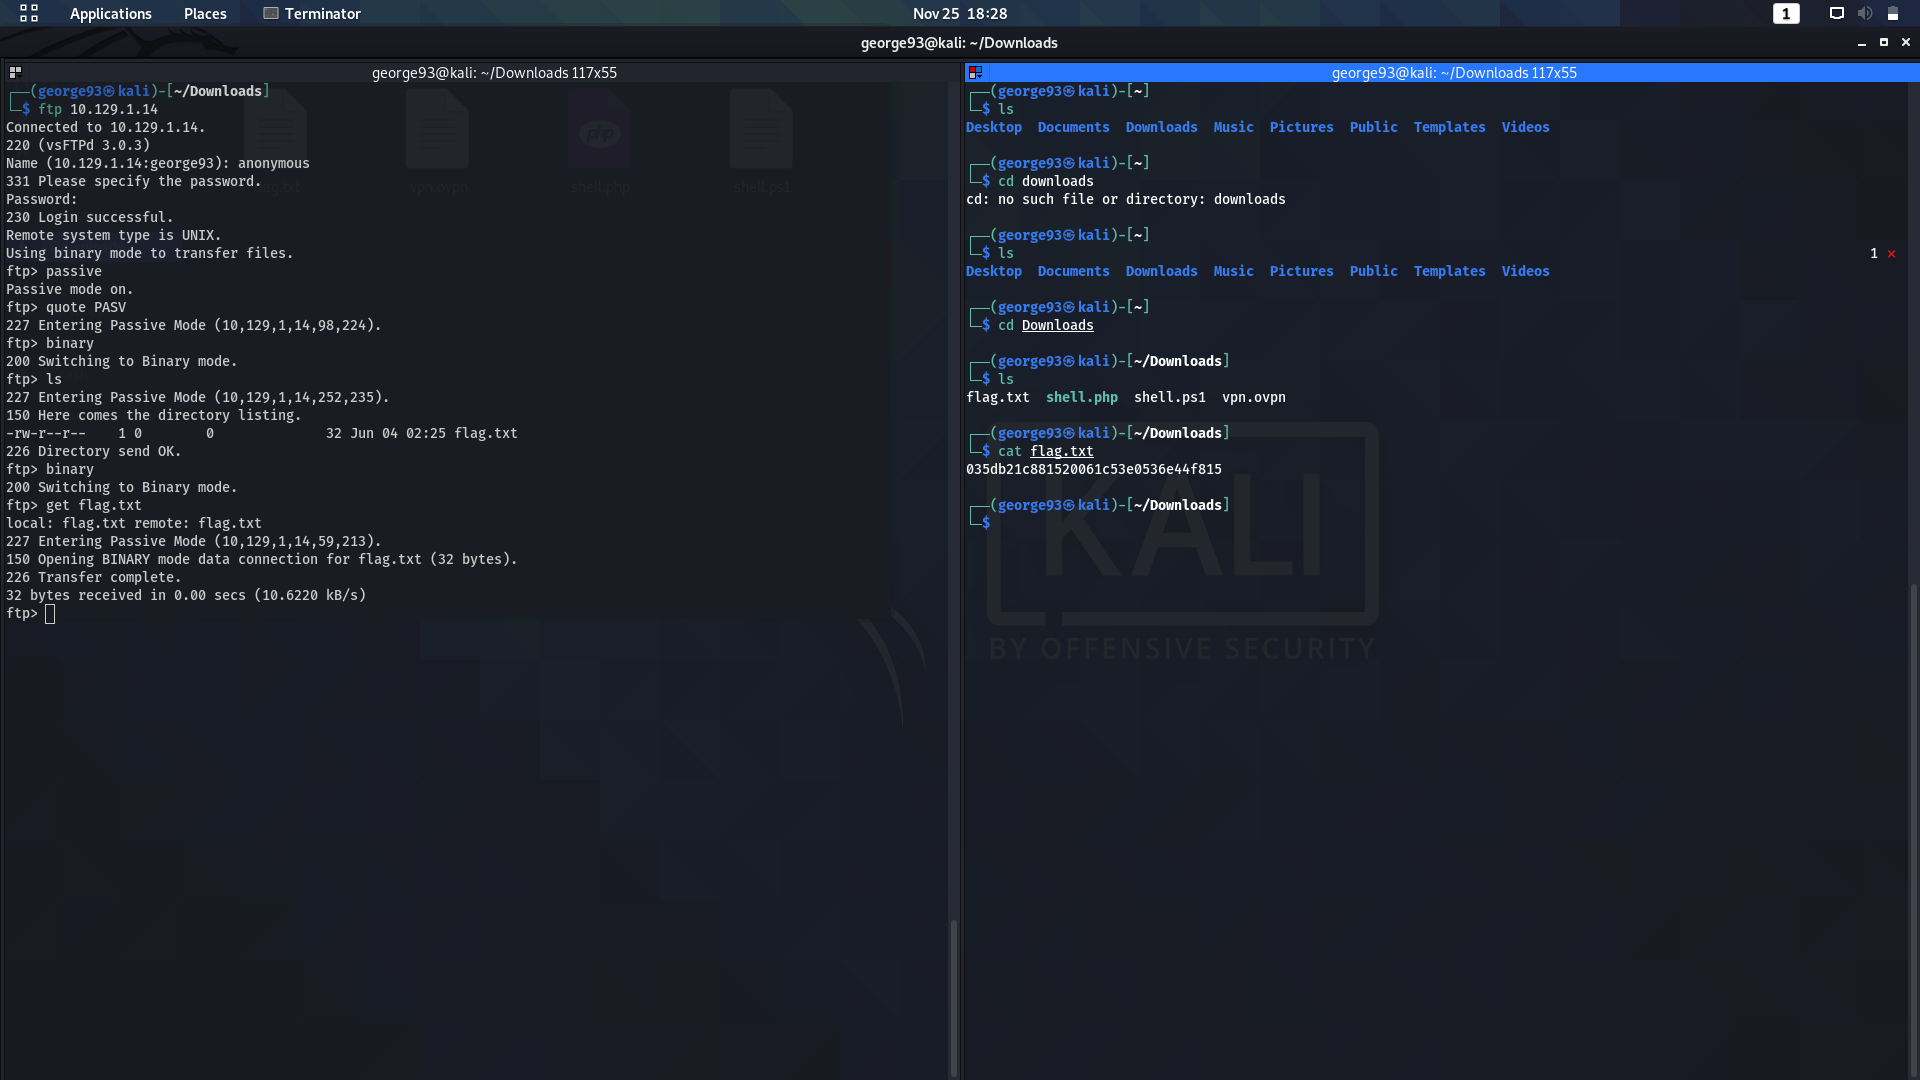 Applications Places Terminator Nov 25 18:28 1
george93@kali: ~/Downloads
george93@kali: ~/Downloads 117x55
┌──(george93㉿kali)-[~/Downloads]
└─$ ftp 10.129.1.14
Connected to 10.129.1.14.
220 (vsFTPd 3.0.3)
Name (10.129.1.14:george93): anonymous
331 Please specify the password.
Password:
230 Login successful.
Remote system type is UNIX.
Using binary mode to transfer files.
ftp> passive
Passive mode on.
ftp> quote PASV
227 Entering Passive Mode (10,129,1,14,98,224).
ftp> binary
200 Switching to Binary mode.
ftp> ls
227 Entering Passive Mode (10,129,1,14,252,235).
150 Here comes the directory listing.
-rw-r--r--    1 0        0              32 Jun 04 02:25 flag.txt
226 Directory send OK.
ftp> binary
200 Switching to Binary mode.
ftp> get flag.txt
local: flag.txt remote: flag.txt
227 Entering Passive Mode (10,129,1,14,59,213).
150 Opening BINARY mode data connection for flag.txt (32 bytes).
226 Transfer complete.
32 bytes received in 0.00 secs (10.6220 kB/s)
ftp>
php
vpn.ovpn shell.php shell.ps1
george93@kali: ~/Downloads 117x55
┌──(george93㉿kali)-[~]
└─$ ls
Desktop  Documents  Downloads  Music  Pictures  Public  Templates  Videos
┌──(george93㉿kali)-[~]
└─$ cd downloads
cd: no such file or directory: downloads
┌──(george93㉿kali)-[~]
└─$ ls 1 ⨯
Desktop  Documents  Downloads  Music  Pictures  Public  Templates  Videos
┌──(george93㉿kali)-[~]
└─$ cd Downloads
┌──(george93㉿kali)-[~/Downloads]
└─$ ls
flag.txt  shell.php  shell.ps1  vpn.ovpn
┌──(george93㉿kali)-[~/Downloads]
└─$ cat flag.txt
035db21c881520061c53e0536e44f815
┌──(george93㉿kali)-[~/Downloads]
└─$
KALI
BY OFFENSIVE SECURITY